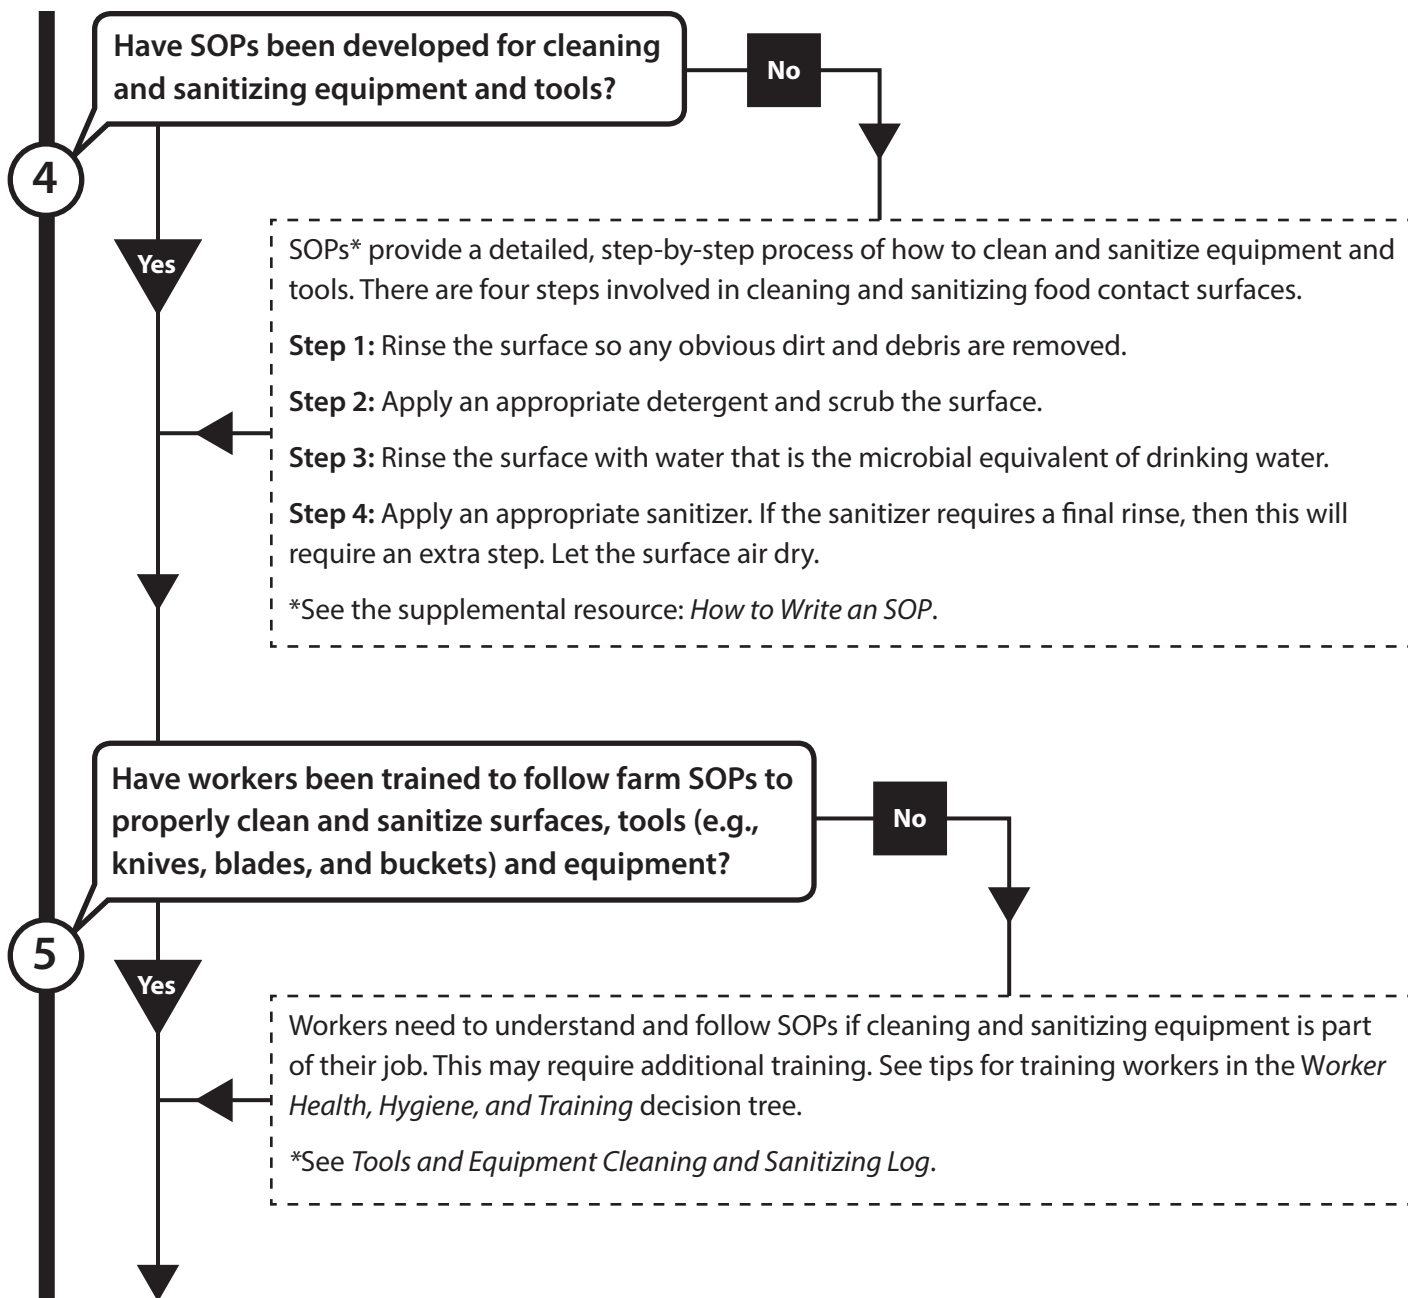 Have SOPs been developed for cleaning
and sanitizing equipment and tools?
No
4
Yes
SOPs* provide a detailed, step-by-step process of how to clean and sanitize equipment and
tools. There are four steps involved in cleaning and sanitizing food contact surfaces.
Step 1: Rinse the surface so any obvious dirt and debris are removed.
Step 2: Apply an appropriate detergent and scrub the surface.
Step 3: Rinse the surface with water that is the microbial equivalent of drinking water.
Step 4: Apply an appropriate sanitizer. If the sanitizer requires a final rinse, then this will
require an extra step. Let the surface air dry.
*See the supplemental resource: How to Write an SOP.
Have workers been trained to follow farm SOPs to
properly clean and sanitize surfaces, tools (e.g.,
knives, blades, and buckets) and equipment?
No
5
Yes
Workers need to understand and follow SOPs if cleaning and sanitizing equipment is part
of their job. This may require additional training. See tips for training workers in the Worker
Health, Hygiene, and Training decision tree.
*See Tools and Equipment Cleaning and Sanitizing Log.